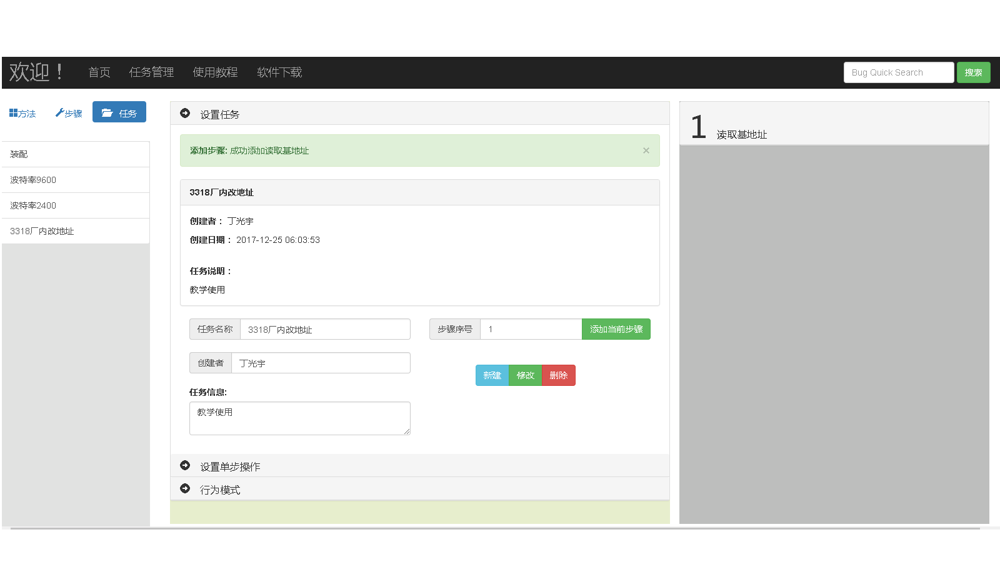 欢迎！ 首页 任务管理 使用教程 软件下载 Bug Quick Search 搜索
方法 步骤 任务
装配
波特率9600
波特率2400
3318厂内改地址
设置任务
添加步骤: 成功添加读取基地址 ×
3318厂内改地址
创建者： 丁光宇
创建日期： 2017-12-25 06:03:53
任务说明：
教学使用
任务名称 3318厂内改地址
步骤序号 1 添加当前步骤
创建者 丁光宇
新建 修改 删除
任务信息:
教学使用
设置单步操作
行为模式
1 读取基地址